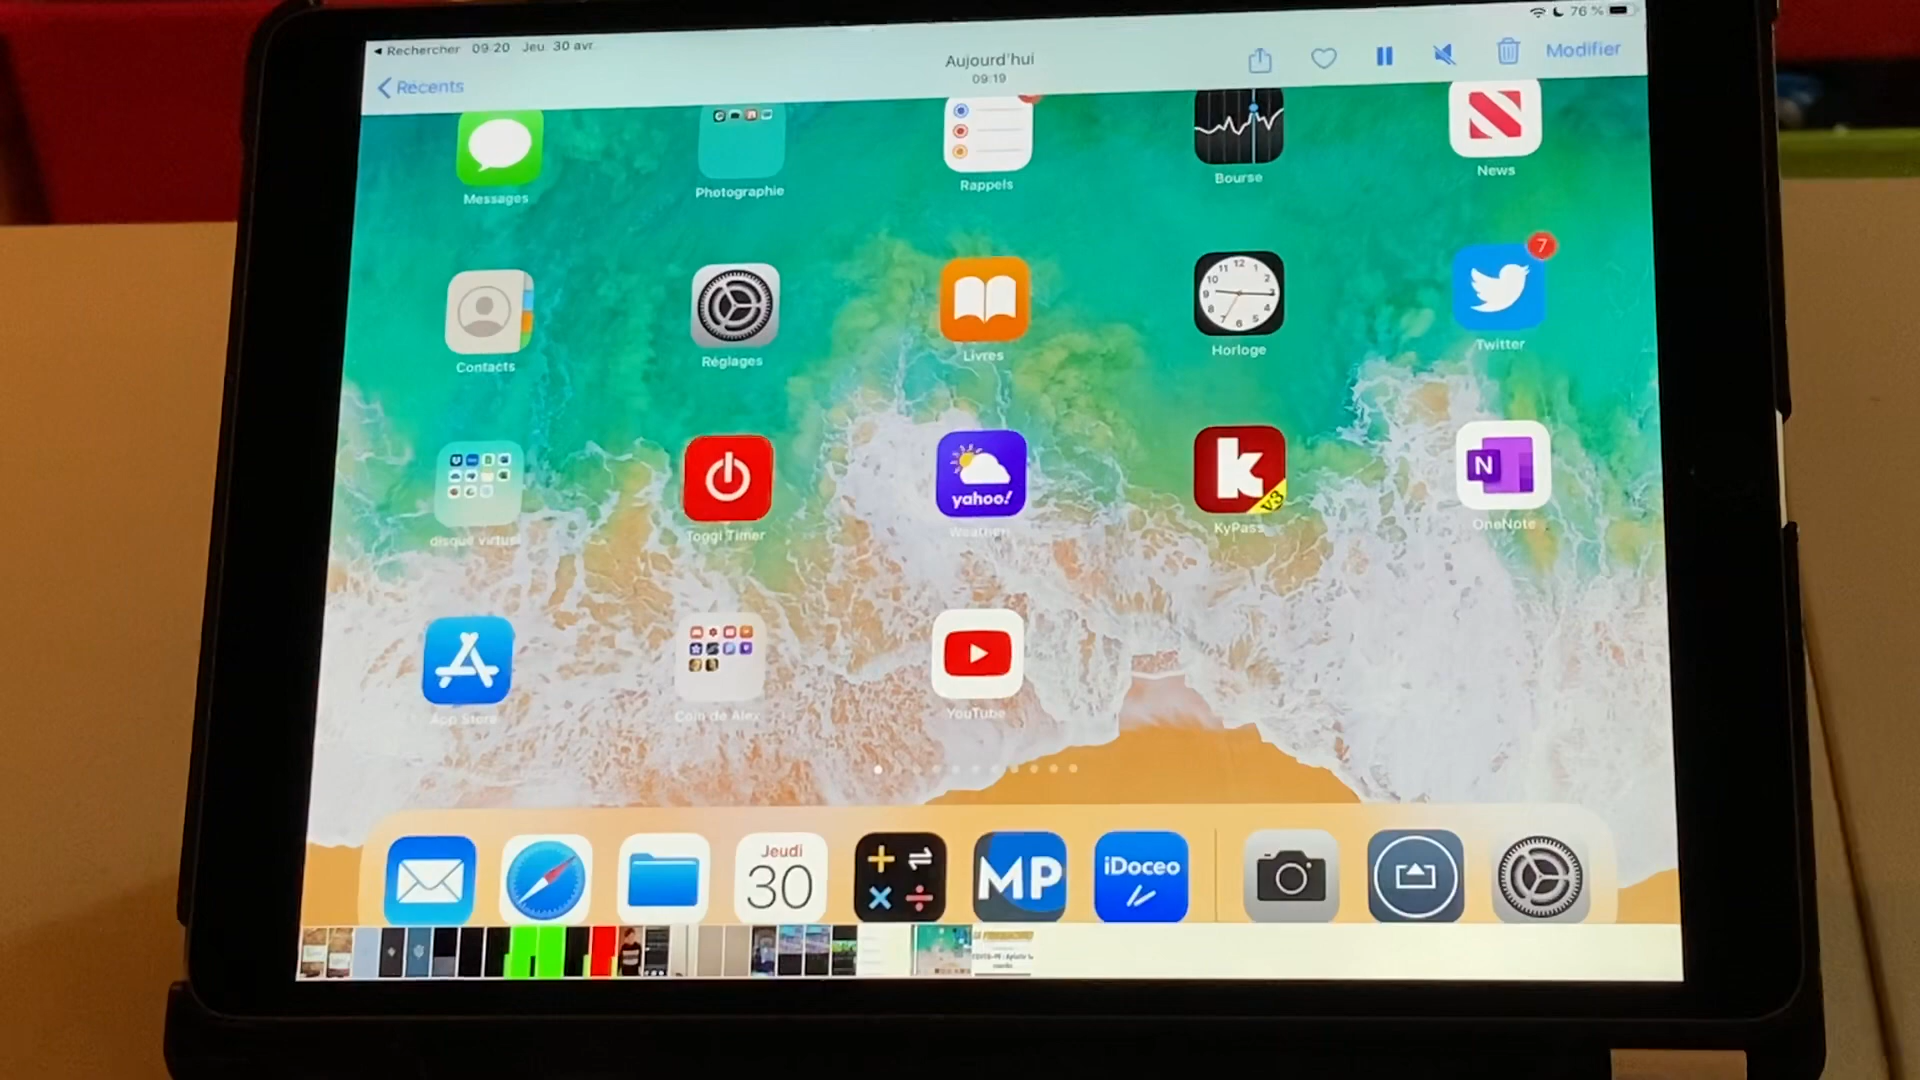 ◀ Rechercher 09:20 Jeu. 30 avr.
76 %
Récents
Aujourd'hui
09:19
Modifier
Messages
Photographie
Rappels
Bourse
News
7
Contacts
Réglages
Livres
Horloge
Twitter
yahoo!
k
v3
N
disque virtuel
Toggl Timer
Weather
KyPass
OneNote
App Store
Coin de Alex
YouTube
Jeudi
30
MP
iDoceo